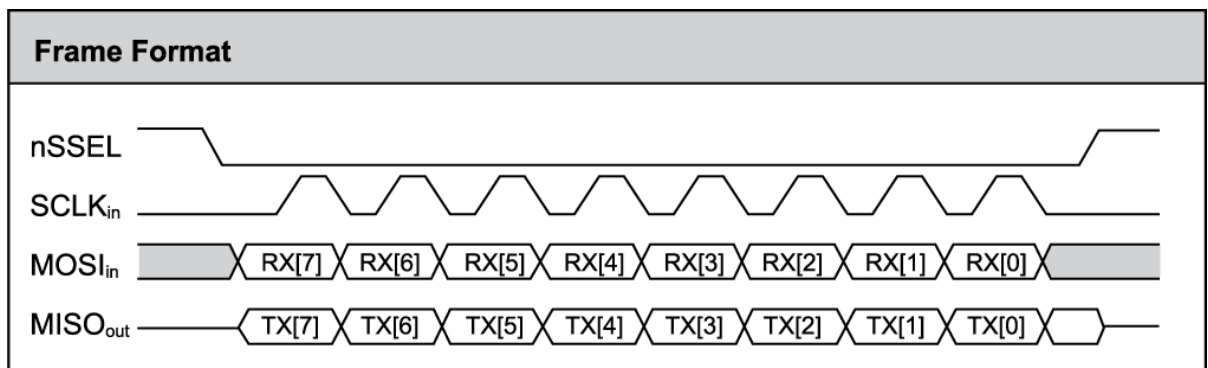 Frame Format
nSSEL
SCLKin
MOSIin RX[7] RX[6] RX[5] RX[4] RX[3] RX[2] RX[1] RX[0]
MISOout TX[7] TX[6] TX[5] TX[4] TX[3] TX[2] TX[1] TX[0]